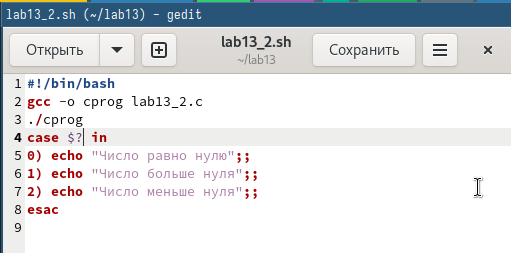 lab13_2.sh (~/lab13) - gedit
Открыть
lab13_2.sh
~/lab13
Сохранить
1 #!/bin/bash
2 gcc -o cprog lab13_2.c
3 ./cprog
4 case $? in
5 0) echo "Число равно нулю";;
6 1) echo "Число больше нуля";;
7 2) echo "Число меньше нуля";;
8 esac
9